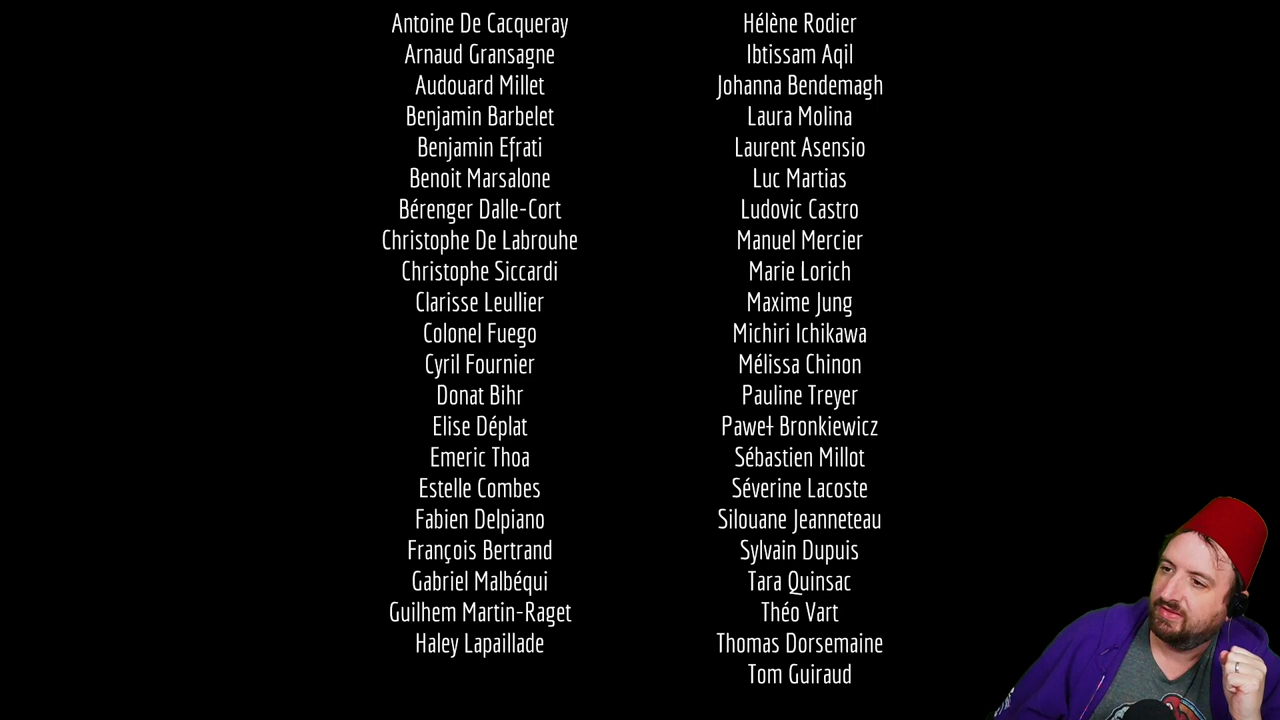 Antoine De Cacqueray
Arnaud Gransagne
Audouard Millet
Benjamin Barbelet
Benjamin Efrati
Benoit Marsalone
Bérenger Dalle-Cort
Christophe De Labrouhe
Christophe Siccardi
Clarisse Leullier
Colonel Fuego
Cyril Fournier
Donat Bihr
Elise Déplat
Emeric Thoa
Estelle Combes
Fabien Delpiano
François Bertrand
Gabriel Malbéqui
Guilhem Martin-Raget
Haley Lapaillade
Hélène Rodier
Ibtissam Aqil
Johanna Bendemagh
Laura Molina
Laurent Asensio
Luc Martias
Ludovic Castro
Manuel Mercier
Marie Lorich
Maxime Jung
Michiri Ichikawa
Mélissa Chinon
Pauline Treyer
Paweł Bronkiewicz
Sébastien Millot
Séverine Lacoste
Silouane Jeanneteau
Sylvain Dupuis
Tara Quinsac
Théo Vart
Thomas Dorsemaine
Tom Guiraud